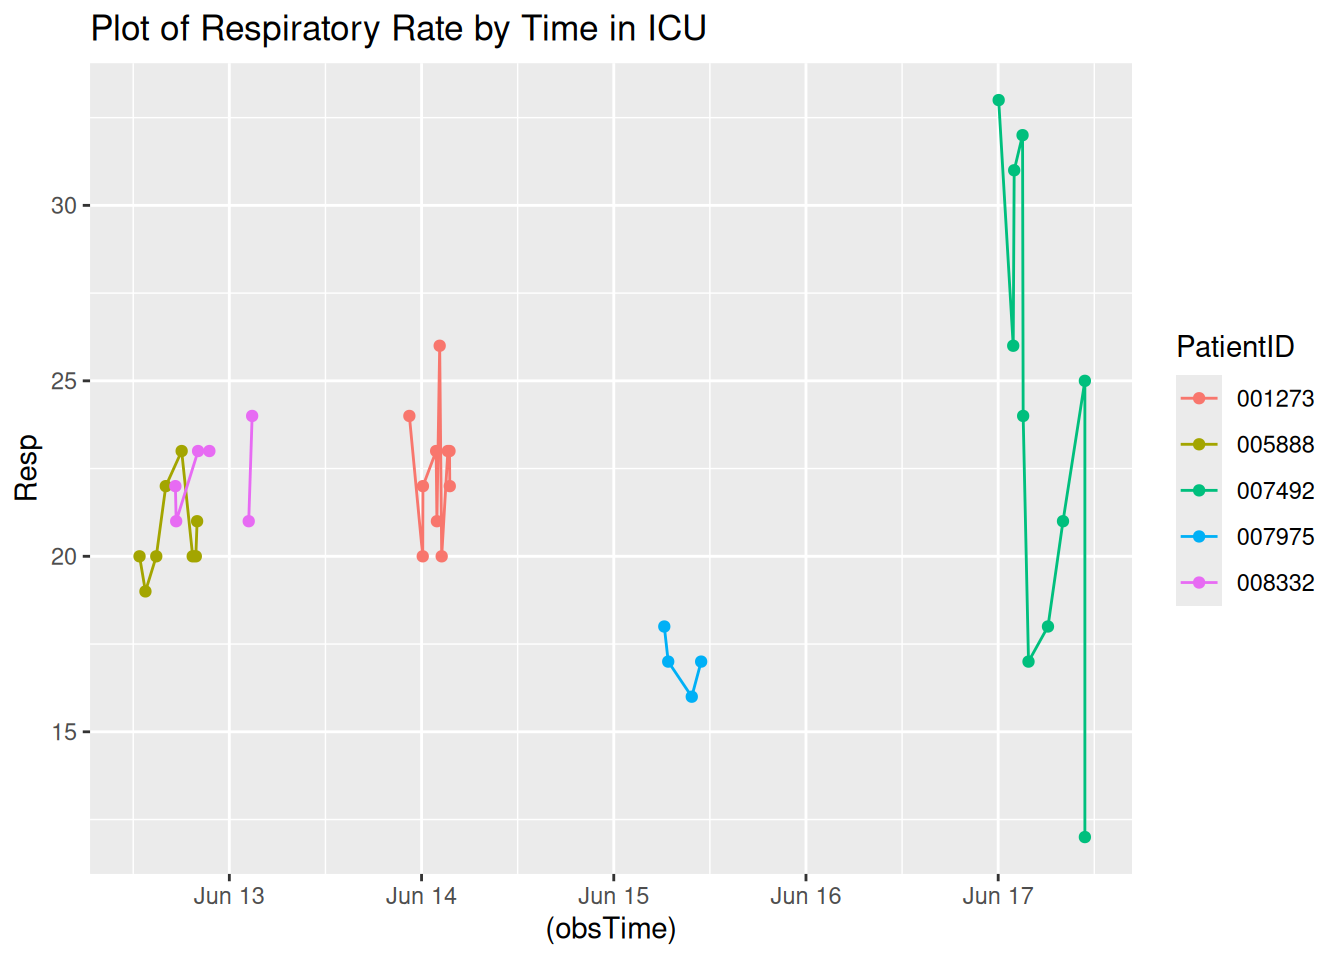 Plot of Respiratory Rate by Time in ICU
Resp
30
25
20
15
Jun 13 Jun 14 Jun 15 Jun 16 Jun 17
(obsTime)
PatientID
001273
005888
007492
007975
008332